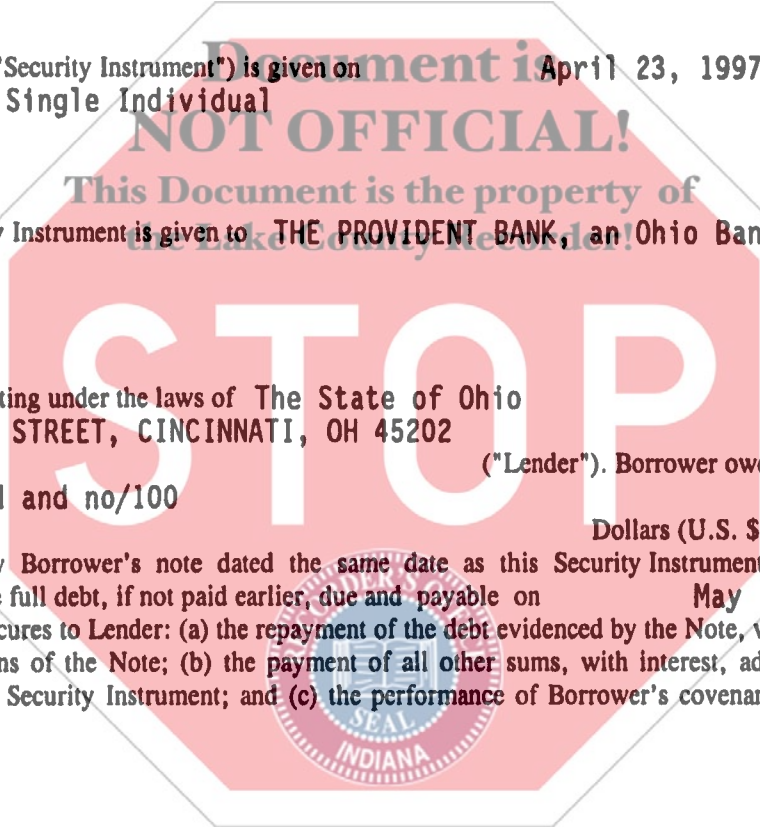 Document is
"Security Instrument") is given on April 23, 1997
Single Individual
NOT OFFICIAL!
This Document is the property of
Instrument is given to THE PROVIDENT BANK, an Ohio Ban
the Lake County Recorder!
STOP
ting under the laws of The State of Ohio
STREET, CINCINNATI, OH 45202
("Lender"). Borrower owe
and no/100
Dollars (U.S. $
Borrower's note dated the same date as this Security Instrument
full debt, if not paid earlier, due and payable on May
cures to Lender: (a) the repayment of the debt evidenced by the Note, v
ns of the Note; (b) the payment of all other sums, with interest, ad
Security Instrument; and (c) the performance of Borrower's covenan
SEAL
INDIANA